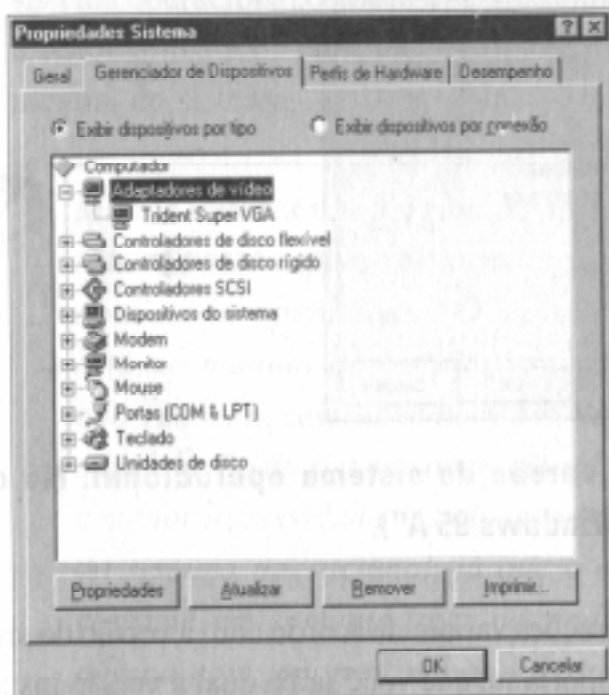 Propriedades Sistema
Geral Gerenciador de Dispositivos Perfis de Hardware Desempenho
Exibir dispositivos por tipo Exibir dispositivos por conexão
Computador
Adaptadores de vídeo
Trident Super VGA
Controladores de disco flexível
Controladores de disco rígido
Controladores SCSI
Dispositivos do sistema
Modem
Monitor
Mouse
Portas (COM & LPT)
Teclado
Unidades de disco
Propriedades Atualizar Remover Imprimir...
OK Cancelar